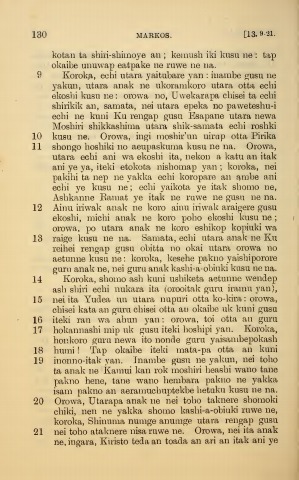 130 MARKOS. [13. 9-21.
kotan ta shiri-shimoye an; kemush iki kusu ne: tap
okaibe unuwap eatpake ne ruwe ne na.
9 Koroka, echi utara yaitubare yan: inambe gusu ne
yakun, utara anak ne ukoramkoro utara otta echi
ekoshi kusu ne: orowa no, Uwekarapa chisei ta echi
shirikik an, samata, nei utara epeka no paweteshu-i
echi ne kuni Ku rengap gusu Esapane utara newa
Moshiri shikkashima utara shik-samata echi roshki
10 kusu ne. Orowa, ingi moshir'un uirup otta Pirika
11 shongo hoshiki no aeupaskuma kusu ne na. Orowa,
utara echi ani wa ekoshi ita, nekon a katu an itak
ani ye ya, iteki etokota nishomap yan; koroka, nei
pakihi ta nep ne yakka echi koropare an ambe ani
echi ye kusu ne; echi yaikota ye itak shomo ne,
Ashkanne Ramat ye itak ne ruwe ne gusu ne na.
12 Ainu iriwak anak ne koro ainu iriwak araigere gusu
ekoshi, michi anak ne koro poho ekoshi kusu ne;
orowa, po utara anak ne koro eshikop kopiuki wa
13 raige kusu ne na. Samata, echi utara anak ne Ku
reihei rengap gusu obitta no okai utara orowa no
aetunne kusu ne: koroka, kesehe pakno yaishiporore
guru anak ne, nei guru anak kashi-a-obiuki kusu ne na.
14 Koroka, shomo ash kuni ushiketa aetunne wendep
ash shiri echi nukara ita (omoitak guru iramu yan),
15 nei ita Yudea un utara nupuri otta ko-kira: orowa,
chisei kata an guru chisei otta an okaibe uk kuni gusu
16 iteki ran wa ahun yan: orowa, toi otta an guru
17 hokannashi mip uk gusu iteki hoshipi yan. Koroka,
honkoro guru newa ito nonde guru yaisambepokash
18 humi! Tap okaibe iteki mata-pa otta an kuni
19 inonno-itak yan. Inambe gusu ne yakun, nei toho
ta anak ne Kamui kan rok moshiri heashi wano tane
pakno hene, tane wano hembara pakno ne yakka
isam pakno an aeramuchuptekbe hetuku kusu ne na.
20 Orowa, Utarapa anak ne nei toho taknere shomoki
chiki, nen ne yakka shomo kashi-a-obiuki ruwe ne,
koroka, Shinuma numge anumge utara rengap gusu
21 nei toho ataknere nisa ruwe ne. Orowa, nei ita anak
ne, ingara, Kiristo teda an toada an ari an itak ani ye